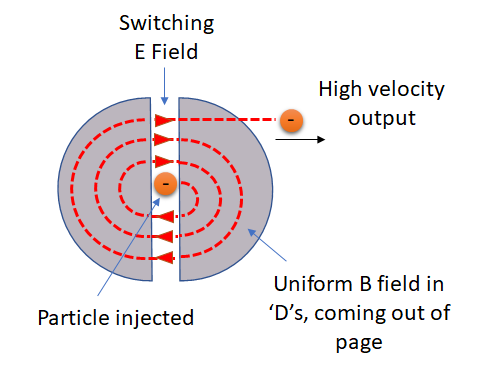 Switching
E Field
High velocity
output
-
-
Particle injected
Uniform B field in
‘D’s, coming out of
page